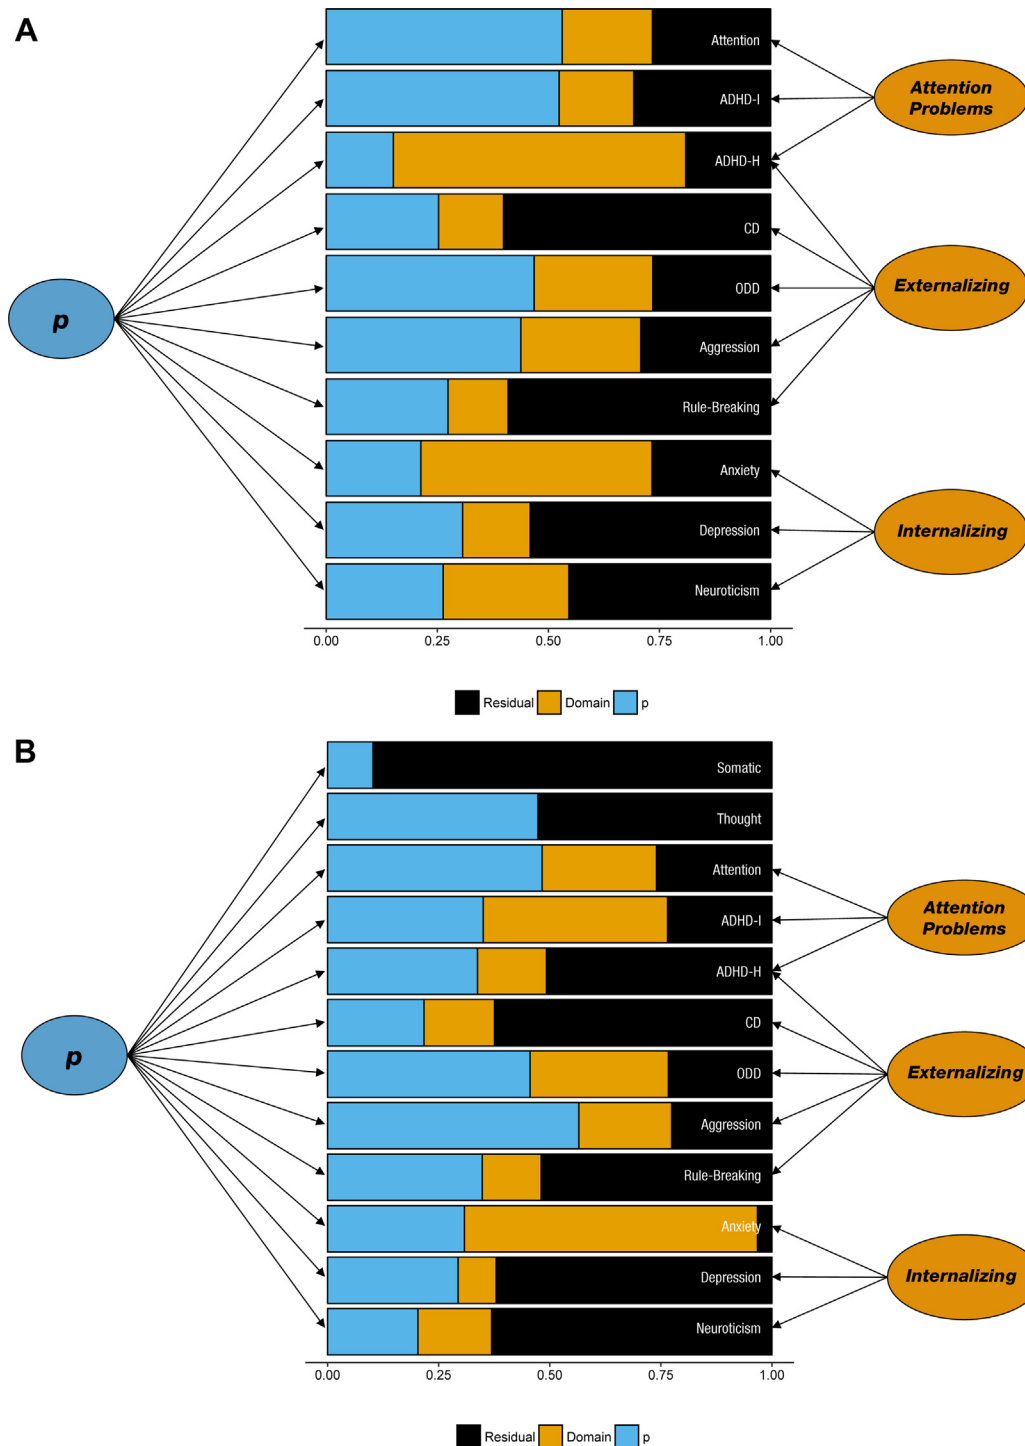 A
Attention
ADHD-I
ADHD-H
CD
ODD
Aggression
Rule-Breaking
Anxiety
Depression
Neuroticism
p
Attention
Problems
Externalizing
Internalizing
0.00 0.25 0.50 0.75 1.00
Residual Domain p
B
Somatic
Thought
Attention
ADHD-I
ADHD-H
CD
ODD
Aggression
Rule-Breaking
Anxiety
Depression
Neuroticism
p
Attention
Problems
Externalizing
Internalizing
0.00 0.25 0.50 0.75 1.00
Residual Domain p